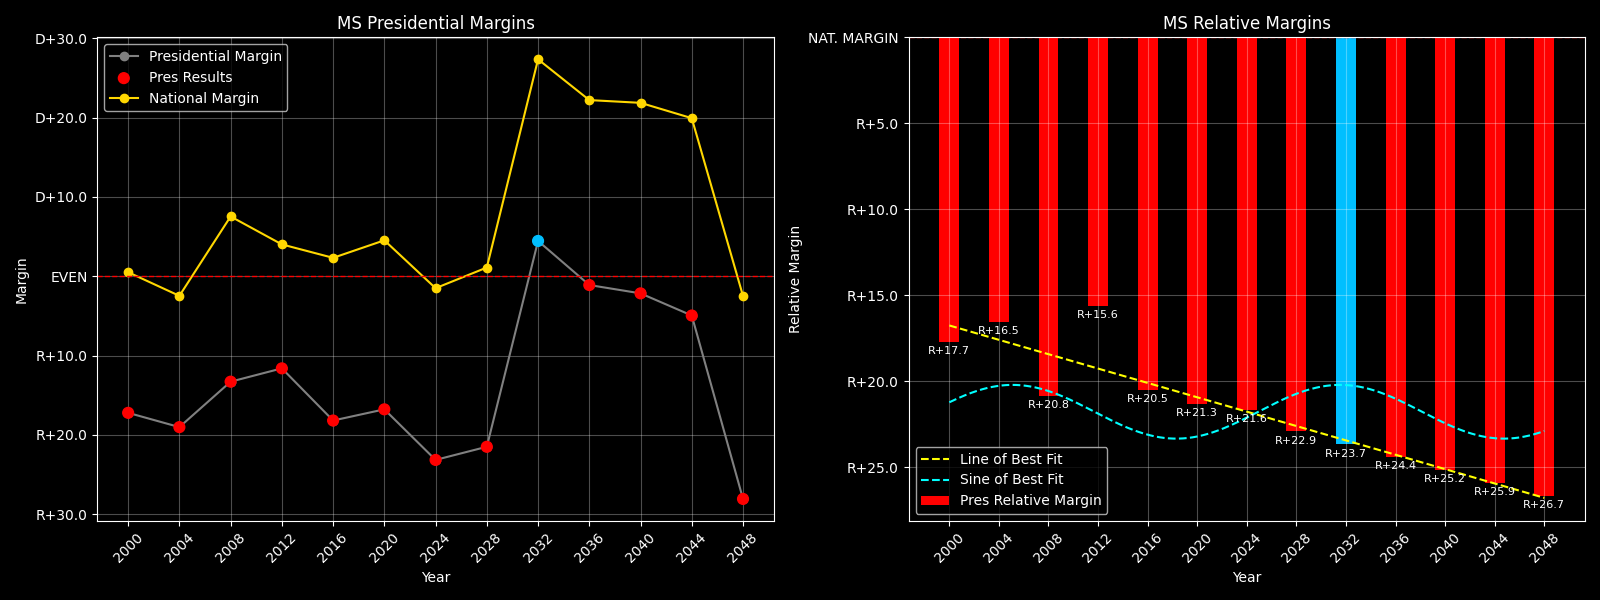 MS Presidential Margins
D+30.0
D+20.0
D+10.0
EVEN
R+10.0
R+20.0
R+30.0
Margin
Presidential Margin
Pres Results
National Margin
2000
2004
2008
2012
2016
2020
2024
2028
2032
2036
2040
2044
2048
Year
MS Relative Margins
NAT. MARGIN
R+5.0
R+10.0
R+15.0
R+20.0
R+25.0
Relative Margin
R+17.7
R+16.5
R+20.8
R+15.6
R+20.5
R+21.3
R+21.6
R+22.9
R+23.7
R+24.4
R+25.2
R+25.9
R+26.7
Line of Best Fit
Sine of Best Fit
Pres Relative Margin
2000
2004
2008
2012
2016
2020
2024
2028
2032
2036
2040
2044
2048
Year